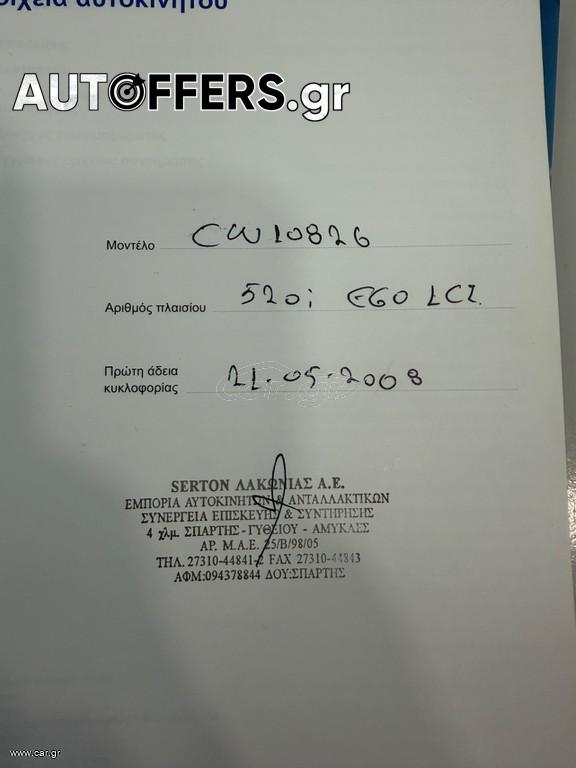 οιχεία αυτοκινήτου
AUTOFFERS.gr
Μοντέλο CW10826
Αριθμός πλαισίου 520i E60 LCI.
Πρώτη άδεια
κυκλοφορίας 21.05.2008
SERTON ΛΑΚΩΝΙΑΣ Α.Ε.
ΕΜΠΟΡΙΑ ΑΥΤΟΚΙΝΗΤΩΝ & ΑΝΤΑΛΛΑΚΤΙΚΩΝ
ΣΥΝΕΡΓΕΙΑ ΕΠΙΣΚΕΥΗΣ & ΣΥΝΤΗΡΗΣΗΣ
4 χλμ. ΣΠΑΡΤΗΣ - ΓΥΘΕΙΟΥ - ΑΜΥΚΛΕΣ
ΑΡ. Μ.Α.Ε. 25/Β/98/05
ΤΗΛ. 27310-44841-2 FAX 27310-44843
ΑΦΜ:094378844 ΔΟΥ:ΣΠΑΡΤΗΣ
www.car.gr